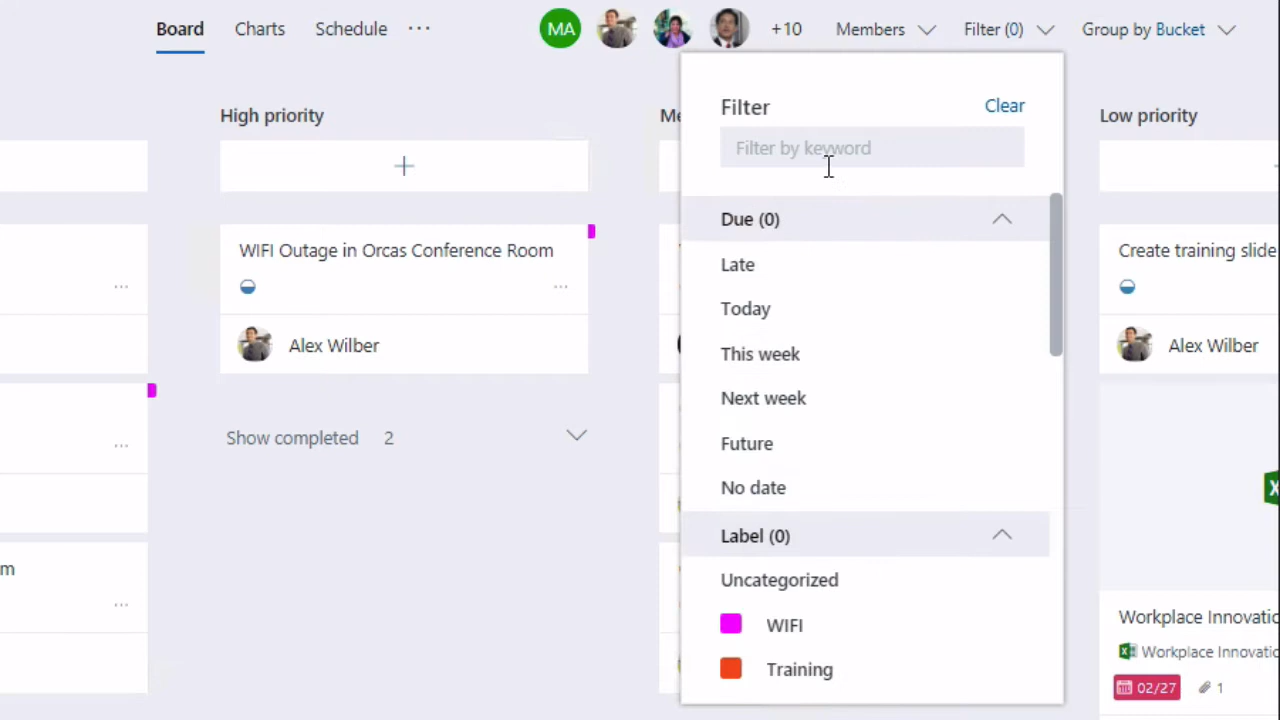 Board Charts Schedule ...
MA +10 Members Filter (0) Group by Bucket
High priority
WIFI Outage in Orcas Conference Room
...
Alex Wilber
Show completed 2
...
...
m
...
Filter Clear
Filter by keyword
Due (0)
Late
Today
This week
Next week
Future
No date
Label (0)
Uncategorized
WIFI
Training
Low priority
Create training slide
Alex Wilber
Workplace Innovatio
Workplace Innovatio
02/27 1